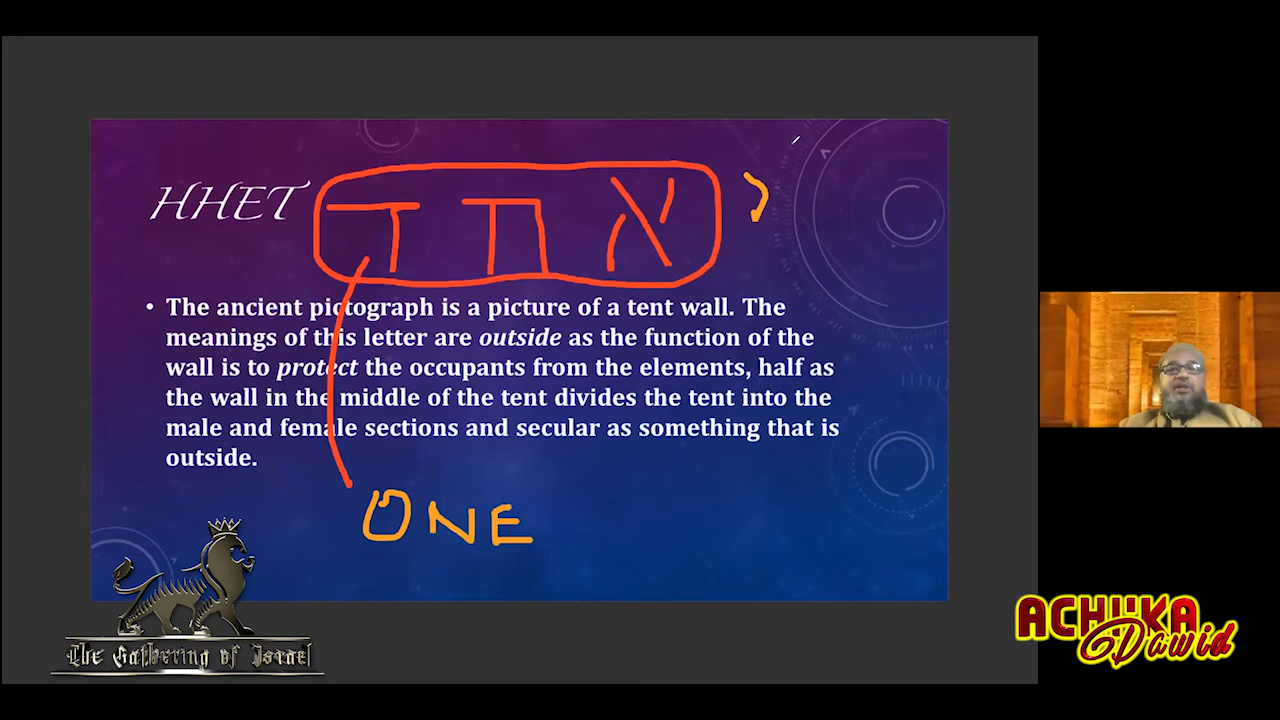 HHET
אחד
• The ancient pictograph is a picture of a tent wall. The
meanings of this letter are outside as the function of the
wall is to protect the occupants from the elements, half as
the wall in the middle of the tent divides the tent into the
male and female sections and secular as something that is
outside.
ONE
The Gathering of Israel
ACHIYKA
Dawid